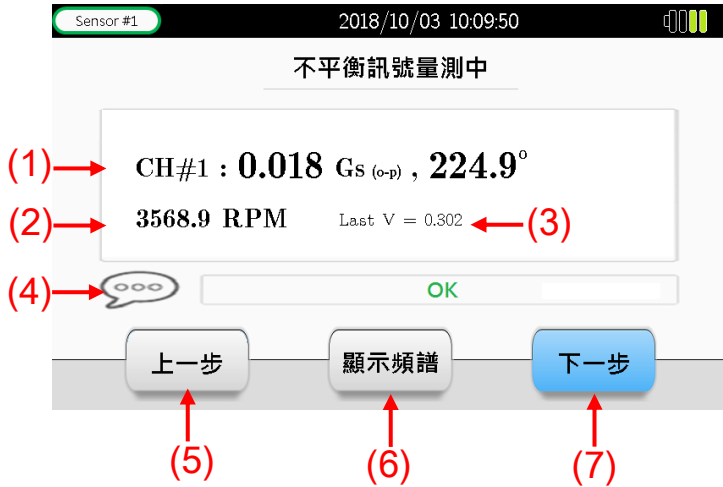 Sensor #1 2018/10/03 10:09:50
不平衡訊號量測中
(1) CH#1 : 0.018 Gs (o-p) , 224.9°
(2) 3568.9 RPM Last V = 0.302 (3)
(4) OK
上一步 顯示頻譜 下一步
(5) (6) (7)